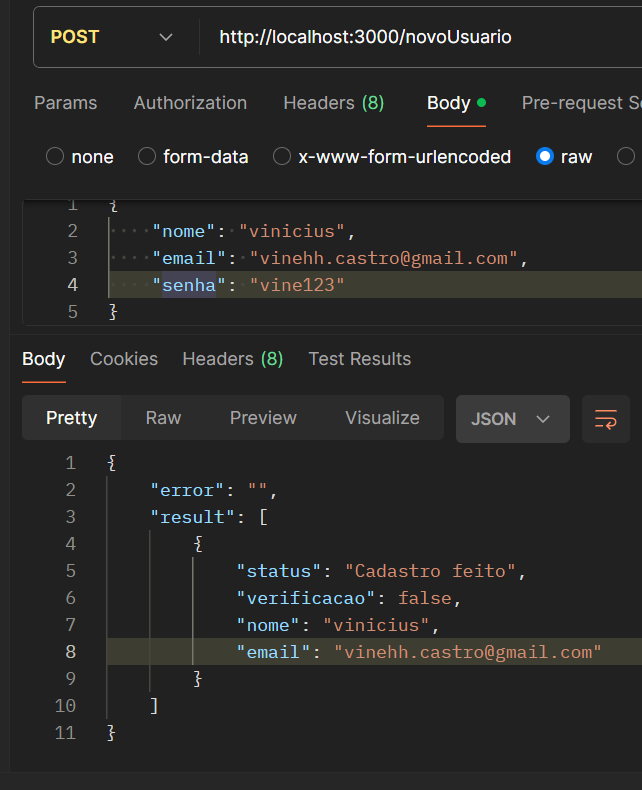 POST http://localhost:3000/novoUsuario
Params Authorization Headers (8) Body Pre-request S
none form-data x-www-form-urlencoded raw
1 {
2 "nome": "vinicius",
3 "email": "vinehh.castro@gmail.com",
4 "senha": "vine123"
5 }
Body Cookies Headers (8) Test Results
Pretty Raw Preview Visualize JSON
1 {
2 "error": "",
3 "result": [
4 {
5 "status": "Cadastro feito",
6 "verificacao": false,
7 "nome": "vinicius",
8 "email": "vinehh.castro@gmail.com"
9 }
10 ]
11 }